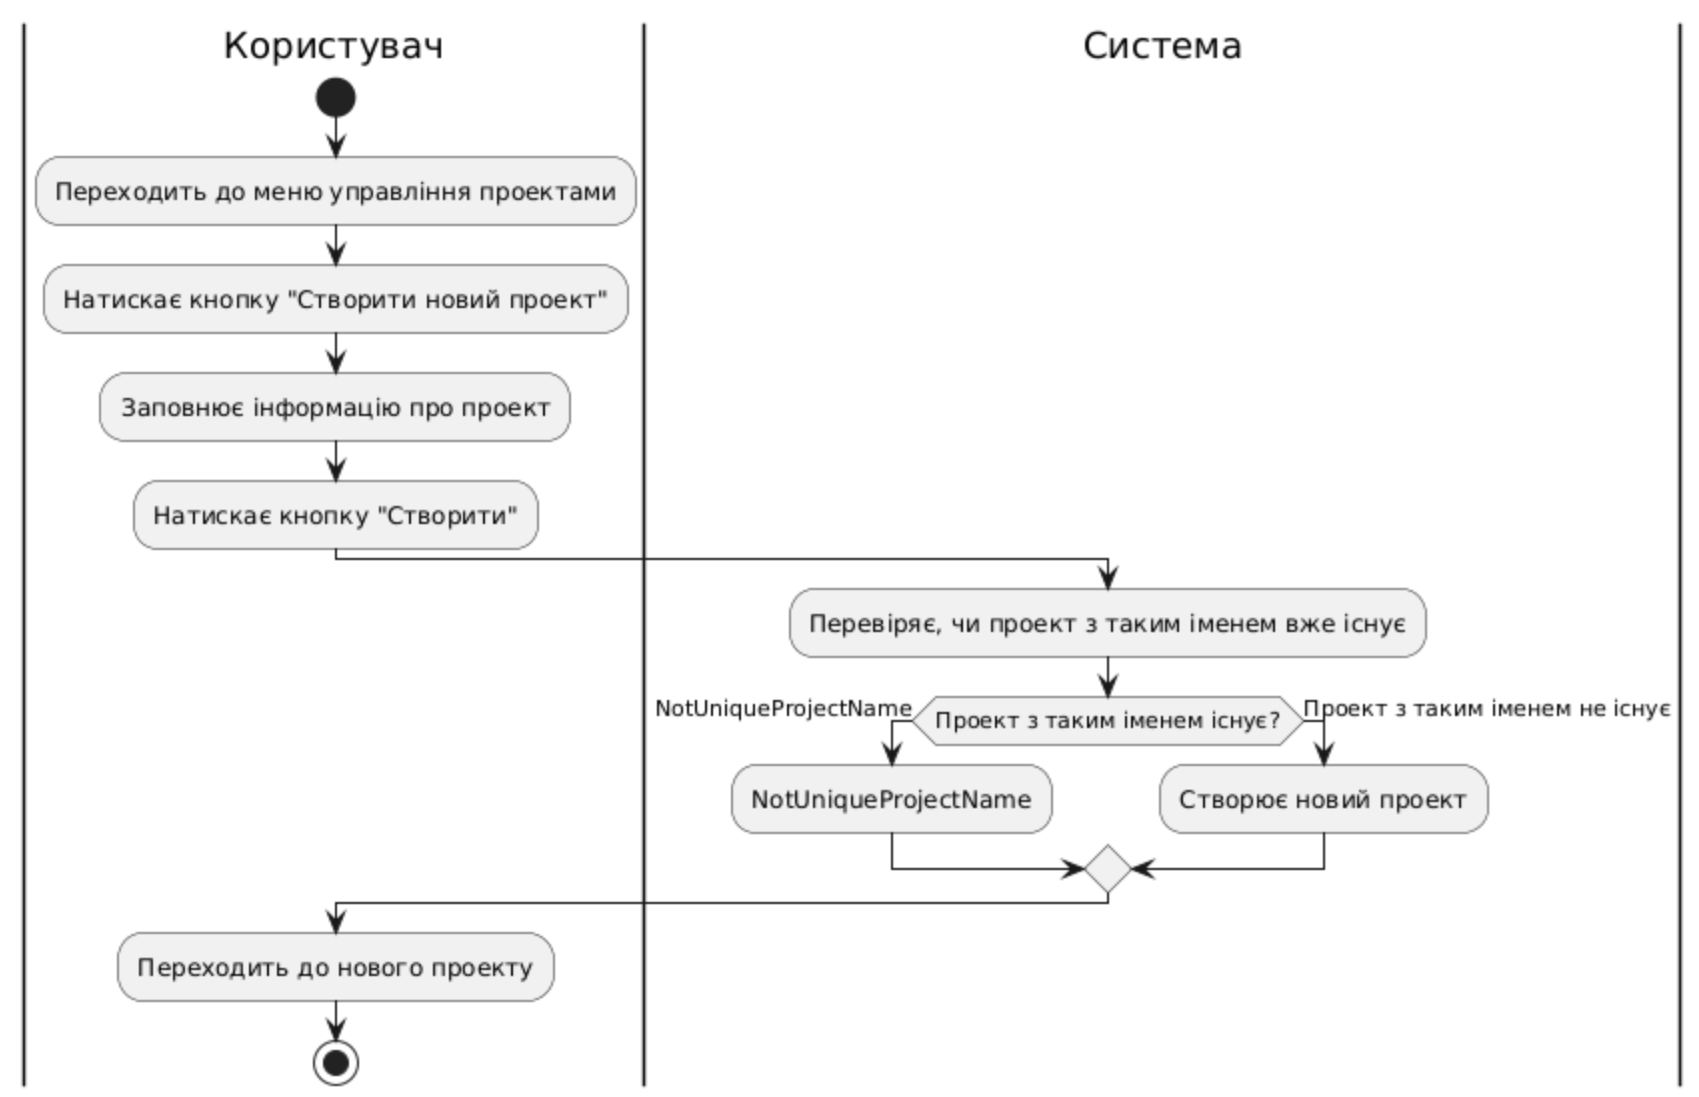 Користувач
Система
Переходить до меню управління проектами
Натискає кнопку "Створити новий проект"
Заповнює інформацію про проект
Натискає кнопку "Створити"
Перевіряє, чи проект з таким іменем вже існує
NotUniqueProjectName
Проект з таким іменем існує?
Проект з таким іменем не існує
NotUniqueProjectName
Створює новий проект
Переходить до нового проекту